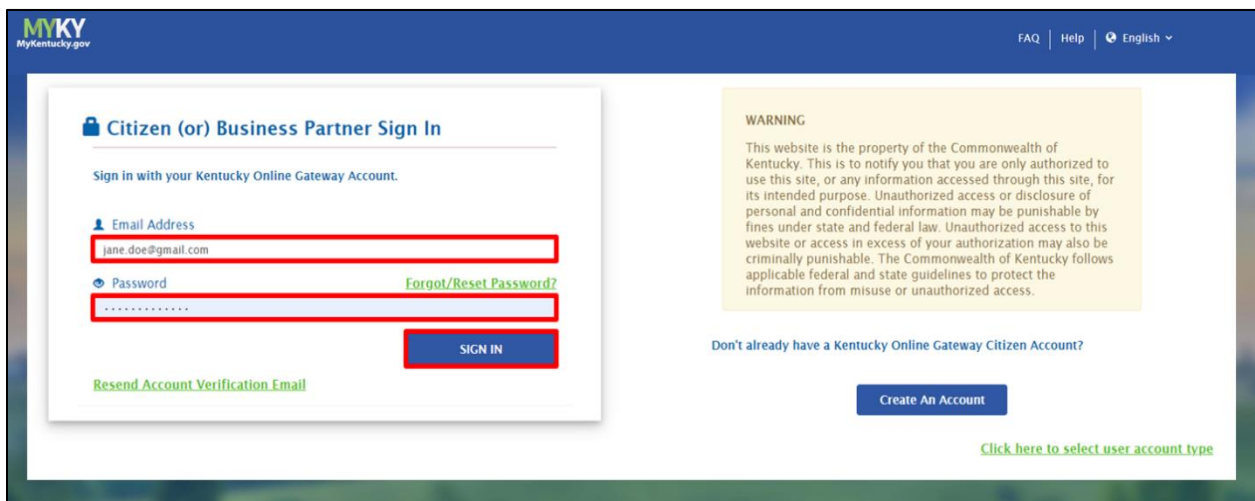 MYKY
MyKentucky.gov
FAQ | Help | English
Citizen (or) Business Partner Sign In
Sign in with your Kentucky Online Gateway Account.
Email Address
jane.doe@gmail.com
Password
Forgot/Reset Password?
.............
SIGN IN
Resend Account Verification Email
WARNING
This website is the property of the Commonwealth of
Kentucky. This is to notify you that you are only authorized to
use this site, or any information accessed through this site, for
its intended purpose. Unauthorized access or disclosure of
personal and confidential information may be punishable by
fines under state and federal law. Unauthorized access to this
website or access in excess of your authorization may also be
criminally punishable. The Commonwealth of Kentucky follows
applicable federal and state guidelines to protect the
information from misuse or unauthorized access.
Don't already have a Kentucky Online Gateway Citizen Account?
Create An Account
Click here to select user account type